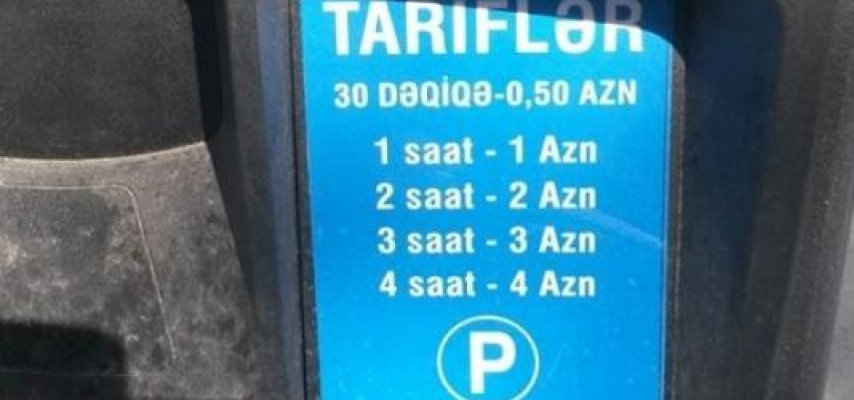 TARİFLƏR
30 DƏQİQƏ-0,50 AZN
1 saat - 1 Azn
2 saat - 2 Azn
3 saat - 3 Azn
4 saat - 4 Azn
P